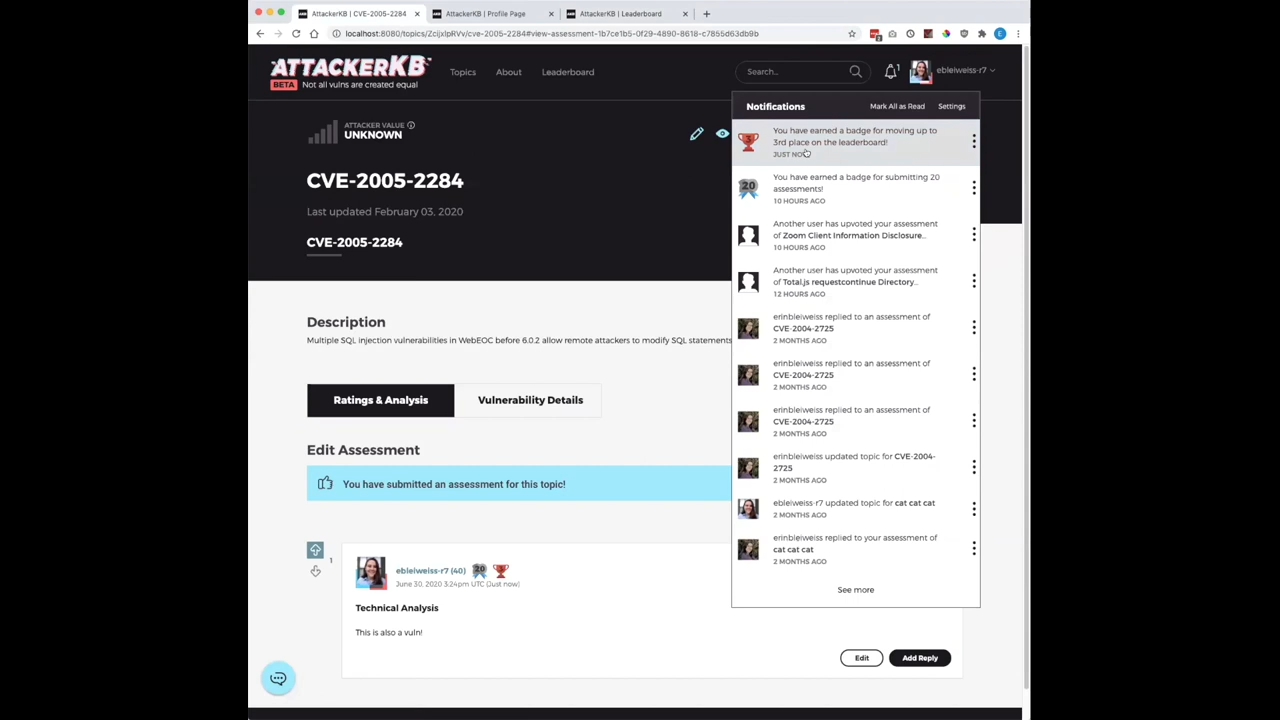 AttackerKB | CVE-2005-2284
AttackerKB | Profile Page
AttackerKB | Leaderboard
localhost:8080/topics/ZcijxlpRVv/cve-2005-2284#view-assessment-1b7ce1b5-0f29-4890-8618-c7855d63db9b
ATTACKERKB
BETA Not all vulns are created equal
Topics
About
Leaderboard
Search...
1
ebleiweiss-r7
ATTACKER VALUE
UNKNOWN
CVE-2005-2284
Last updated February 03, 2020
CVE-2005-2284
Description
Multiple SQL injection vulnerabilities in WebEOC before 6.0.2 allow remote attackers to modify SQL statements
Ratings & Analysis
Vulnerability Details
Edit Assessment
You have submitted an assessment for this topic!
1
ebleiweiss-r7 (40) 20
June 30, 2020 3:24pm UTC (Just now)
Technical Analysis
This is also a vuln!
Edit
Add Reply
Notifications
Mark All as Read
Settings
3
You have earned a badge for moving up to
3rd place on the leaderboard!
JUST NOW
20
You have earned a badge for submitting 20
assessments!
10 HOURS AGO
Another user has upvoted your assessment
of Zoom Client Information Disclosure...
10 HOURS AGO
Another user has upvoted your assessment
of Total.js requestcontinue Directory...
12 HOURS AGO
erinbleiweiss replied to an assessment of
CVE-2004-2725
2 MONTHS AGO
erinbleiweiss replied to an assessment of
CVE-2004-2725
2 MONTHS AGO
erinbleiweiss replied to an assessment of
CVE-2004-2725
2 MONTHS AGO
erinbleiweiss updated topic for CVE-2004-
2725
2 MONTHS AGO
ebleiweiss-r7 updated topic for cat cat cat
2 MONTHS AGO
erinbleiweiss replied to your assessment of
cat cat cat
2 MONTHS AGO
See more